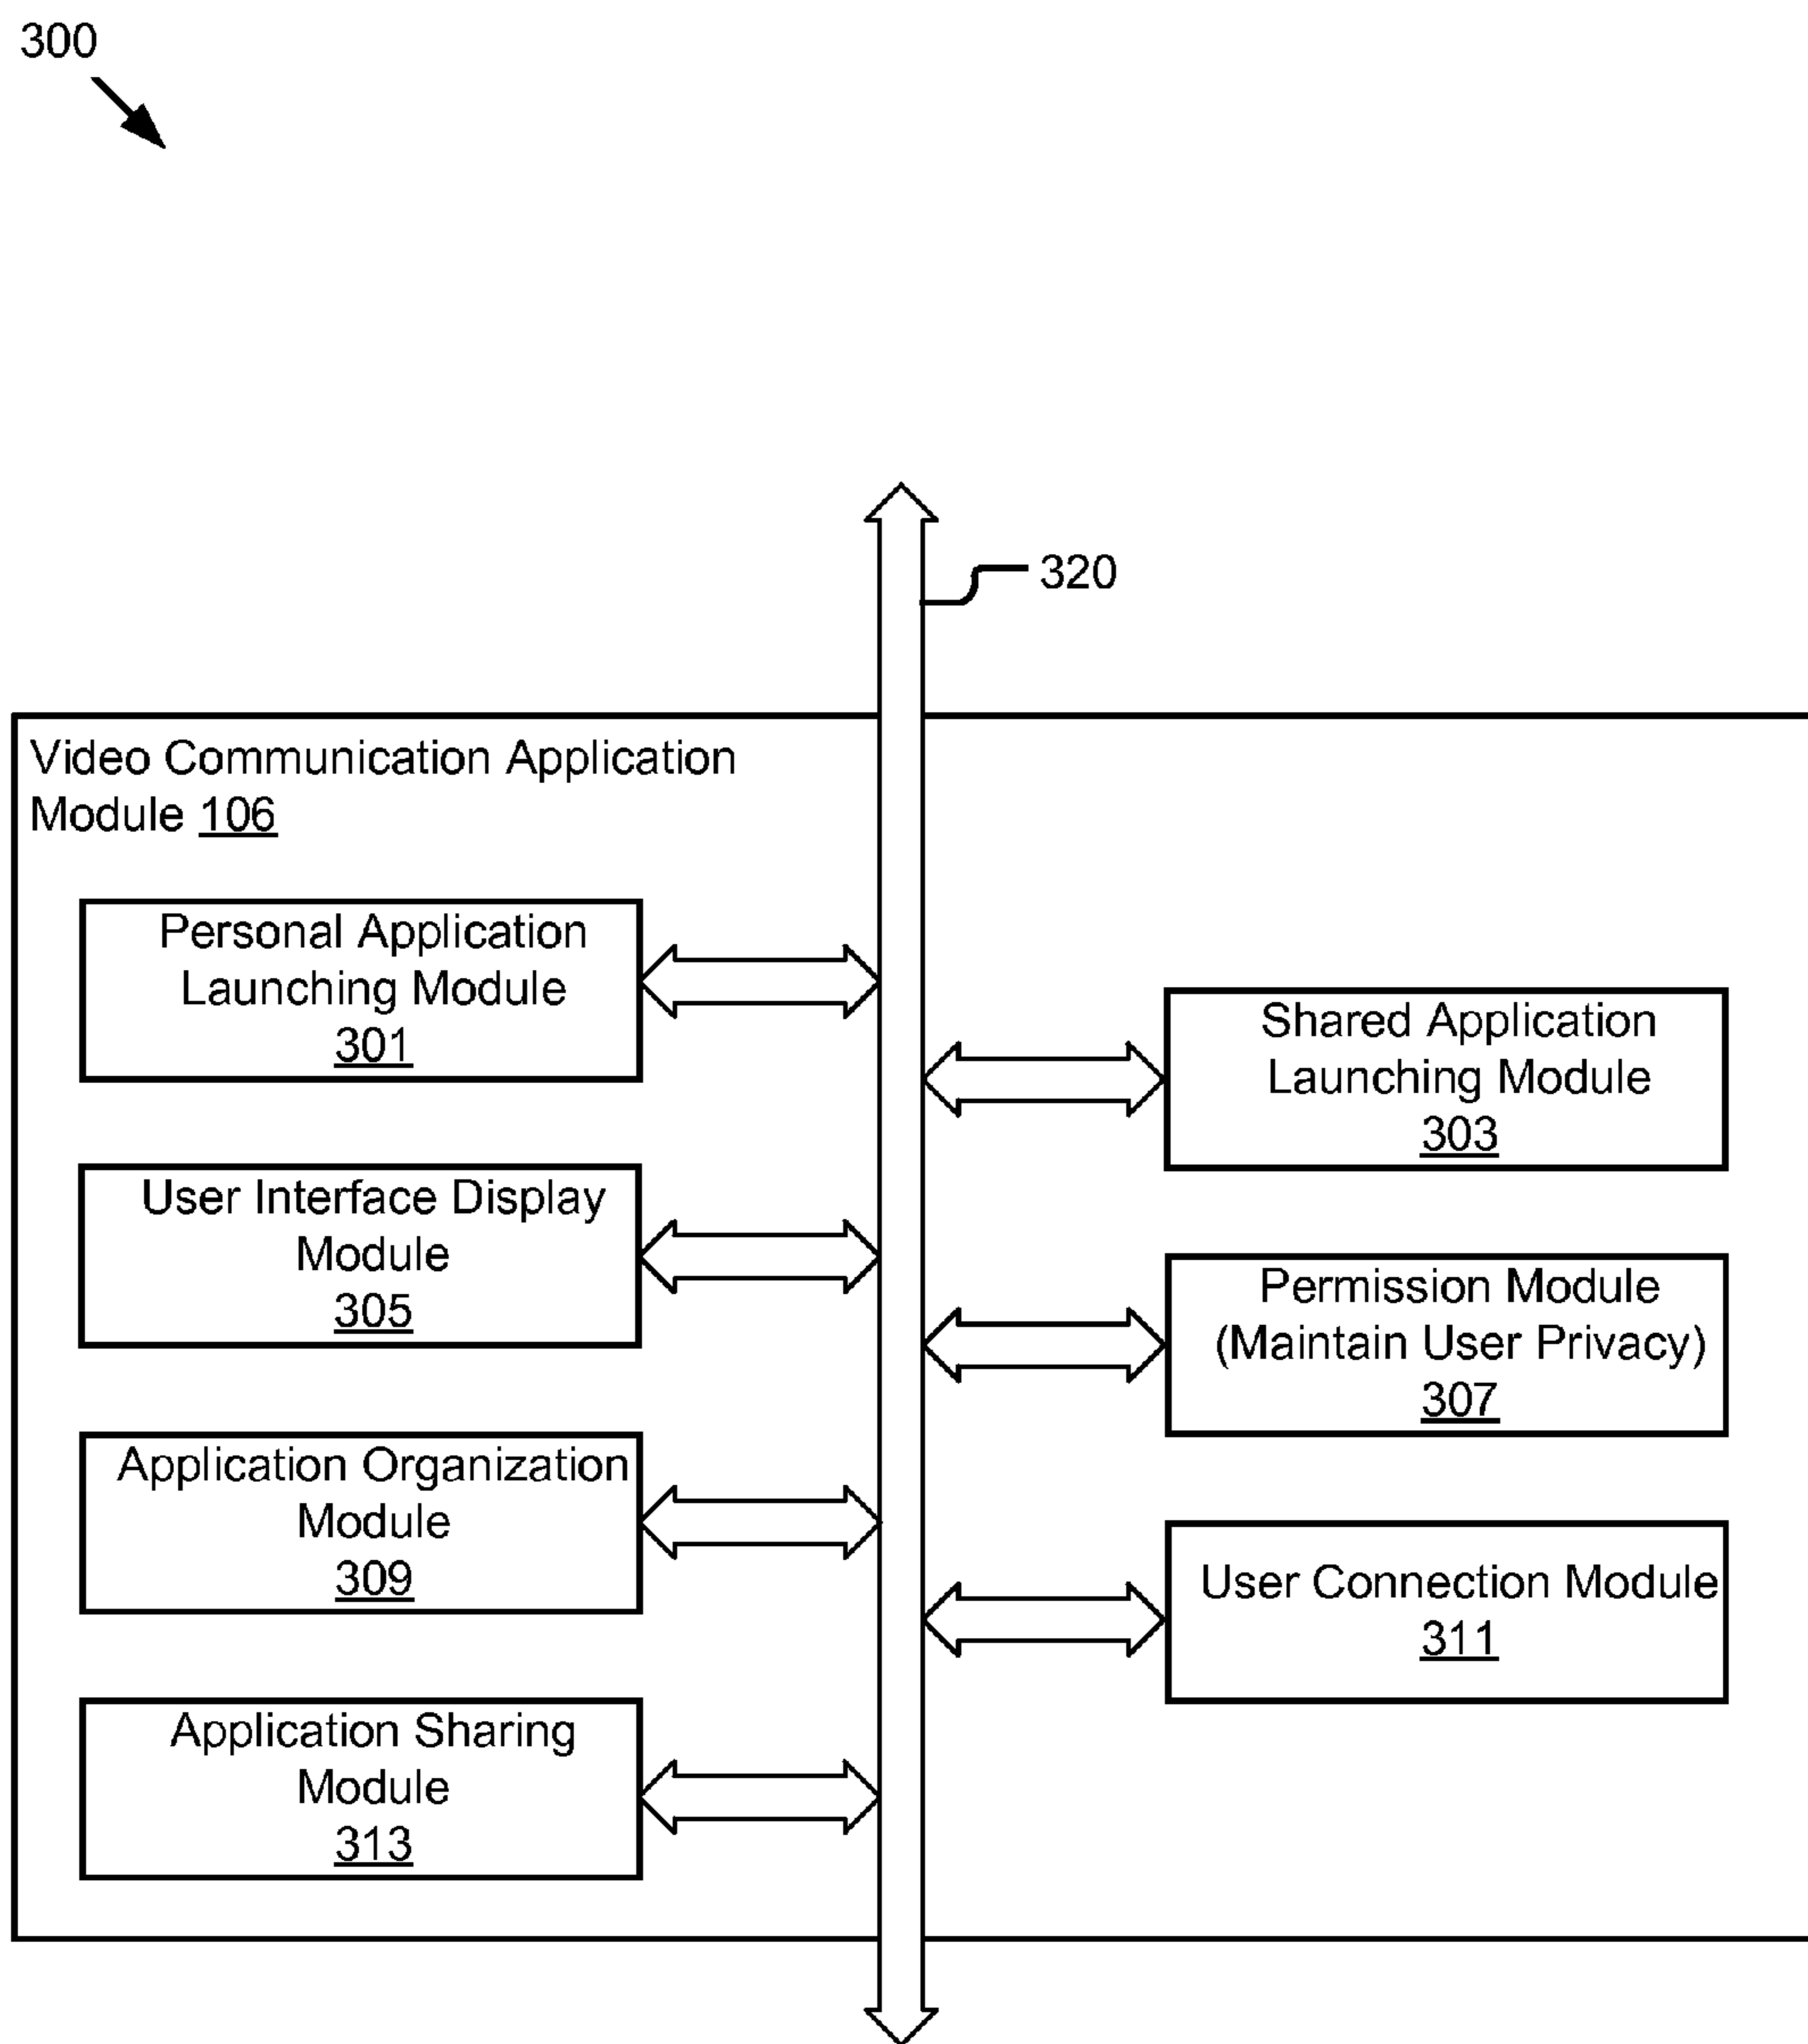 300
320
Video Communication Application
Module 106
Personal Application
Launching Module
301
Shared Application
Launching Module
303
User Interface Display
Module
305
Permission Module
(Maintain User Privacy)
307
Application Organization
Module
309
User Connection Module
311
Application Sharing
Module
313